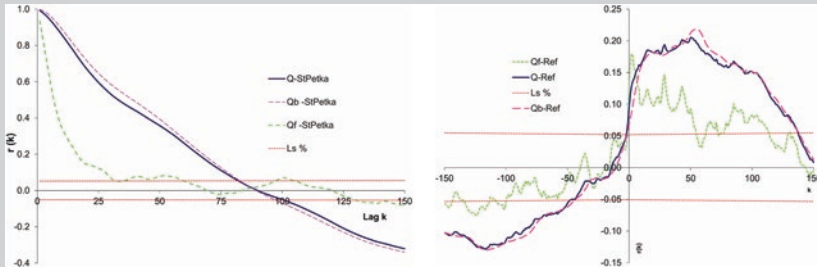 r (k)
1.0
0.8
0.6
0.4
0.2
0.0
-0.2
-0.4
0
25
50
75
100
125
150
Lag k
Q-StPetka
Qb -StPetka
Qf -StPetka
Ls %
0.25
0.20
0.15
0.10
0.05
0.00
-0.05
-0.10
-0.15
-150
-100
-50
0
50
100
150
k
r(k)
Qf-Ref
Q-Ref
Ls %
Qb-Ref